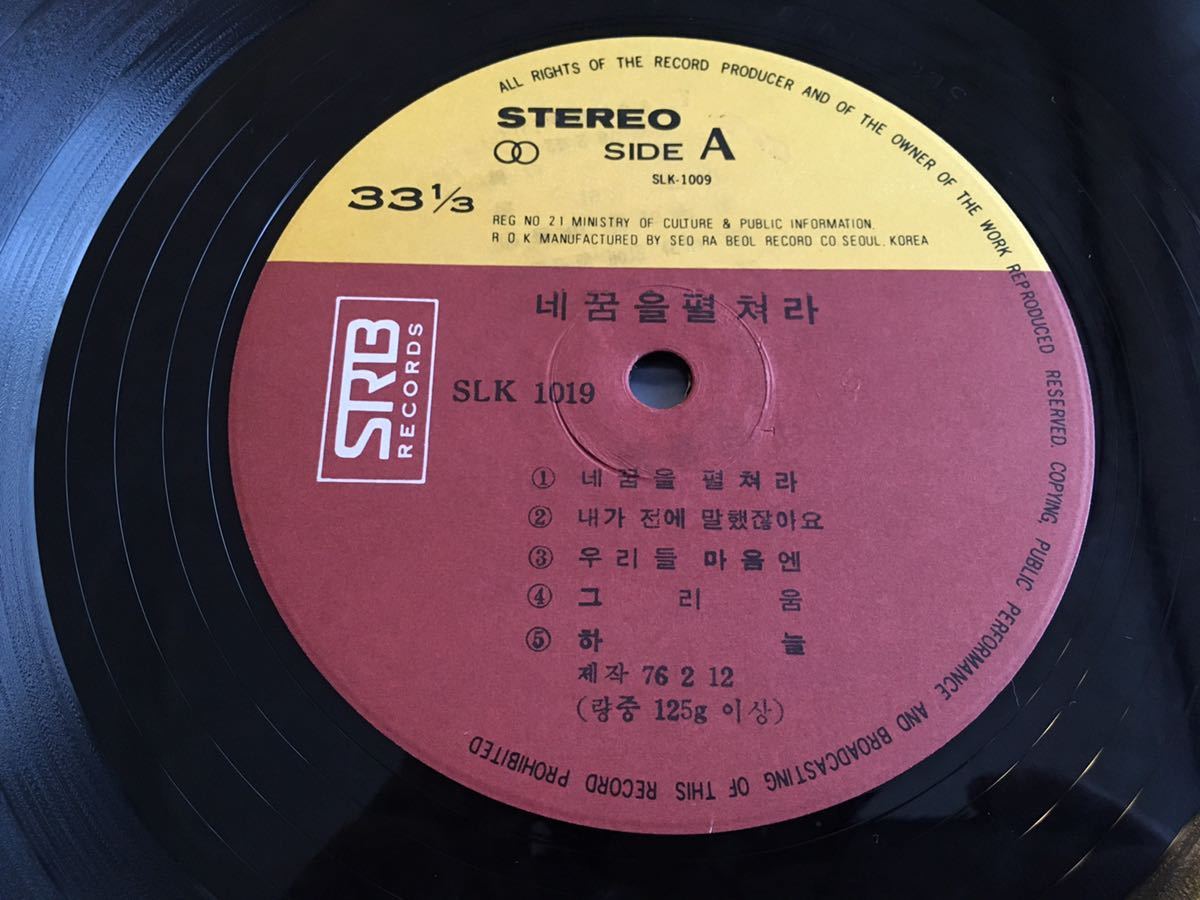 ALL RIGHTS OF THE RECORD PRODUCER AND OF THE OWNER OF THE WORK REPRODUCED RESERVED. COPYING, PUBLIC PERFORMANCE AND BROADCASTING OF THIS RECORD PROHIBITED
STEREO
SIDE A
SLK-1009
33 1/3
REG NO 21 MINISTRY OF CULTURE & PUBLIC INFORMATION.
R O K MANUFACTURED BY SEO RA BEOL RECORD CO SEOUL. KOREA
네 꿈을 펼쳐라
SRB
RECORDS
SLK 1019
① 네 꿈을 펼쳐라
② 내가 전에 말했잖아요
③ 우리들 마음엔
④ 그리움
⑤ 하늘
제작 76 2 12
(량중 125g 이상)